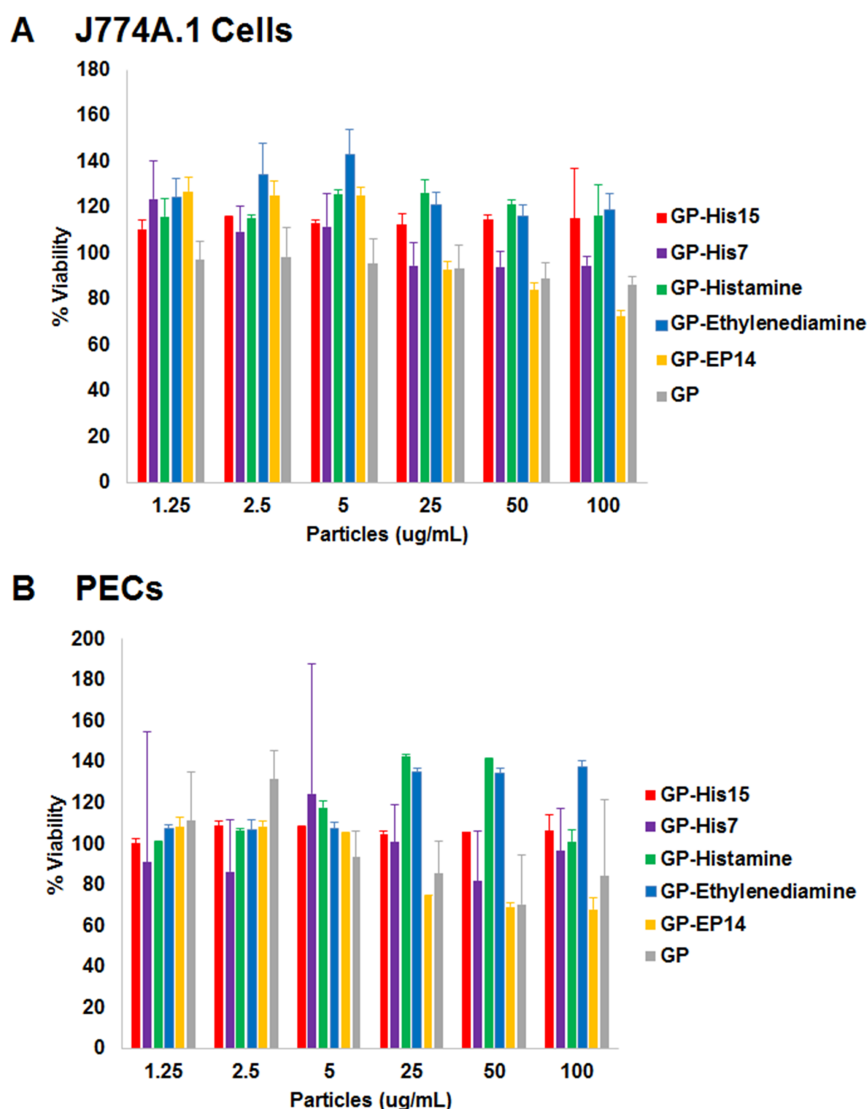 A J774A.1 Cells
180
160
140
120
100
80
60
40
20
0
% Viability
1.25 2.5 5 25 50 100
Particles (ug/mL)
GP-His15
GP-His7
GP-Histamine
GP-Ethylenediamine
GP-EP14
GP
B PECs
200
180
160
140
120
100
80
60
40
20
0
% Viability
1.25 2.5 5 25 50 100
Particles (ug/mL)
GP-His15
GP-His7
GP-Histamine
GP-Ethylenediamine
GP-EP14
GP